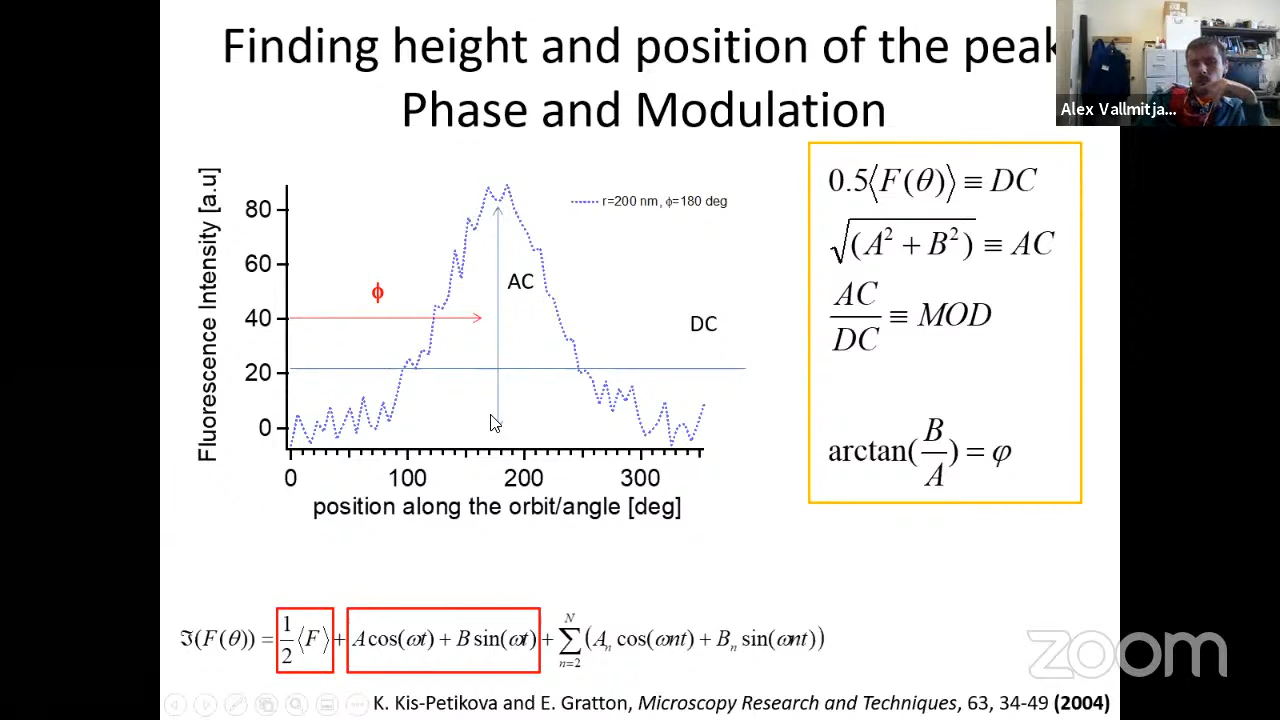 Finding height and position of the peak
Phase and Modulation
Alex Vallmitja...
Fluorescence Intensity [a.u]
80
60
40
20
0
0
100
200
300
position along the orbit/angle [deg]
r=200 nm, ϕ=180 deg
ϕ
AC
DC
0.5⟨F(θ)⟩ ≡ DC
√(A² + B²) ≡ AC
AC/DC ≡ MOD
arctan(B/A) = φ
ℑ(F(θ)) = 1/2 ⟨F⟩ + A cos(ωt) + B sin(ωt) + ∑_{n=2}^{N} (Aₙ cos(ωnt) + Bₙ sin(ωnt))
zoom
K. Kis-Petikova and E. Gratton, Microscopy Research and Techniques, 63, 34-49 (2004)